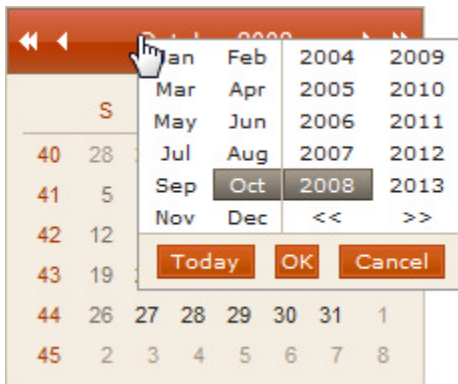 Jan Feb 2004 2009
Mar Apr 2005 2010
S
May Jun 2006 2011
40 28 Jul Aug 2007 2012
41 5 Sep Oct 2008 2013
Nov Dec << >>
42 12
43 19 Today OK Cancel
44 26 27 28 29 30 31 1
45 2 3 4 5 6 7 8